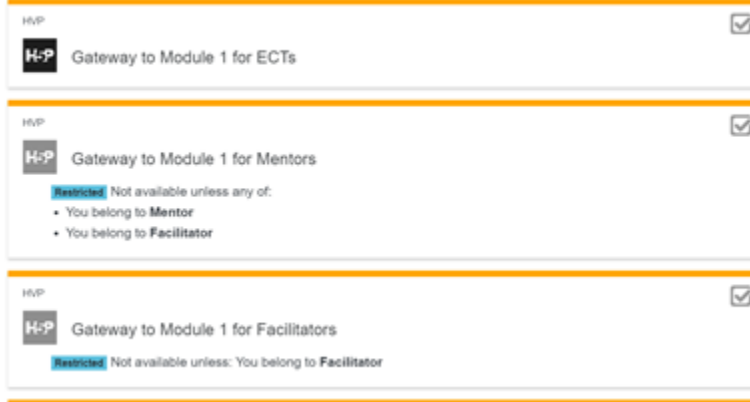 HVP
H-P Gateway to Module 1 for ECTs
HVP
H-P Gateway to Module 1 for Mentors
Restricted Not available unless any of:
• You belong to Mentor
• You belong to Facilitator
HVP
H-P Gateway to Module 1 for Facilitators
Restricted Not available unless: You belong to Facilitator